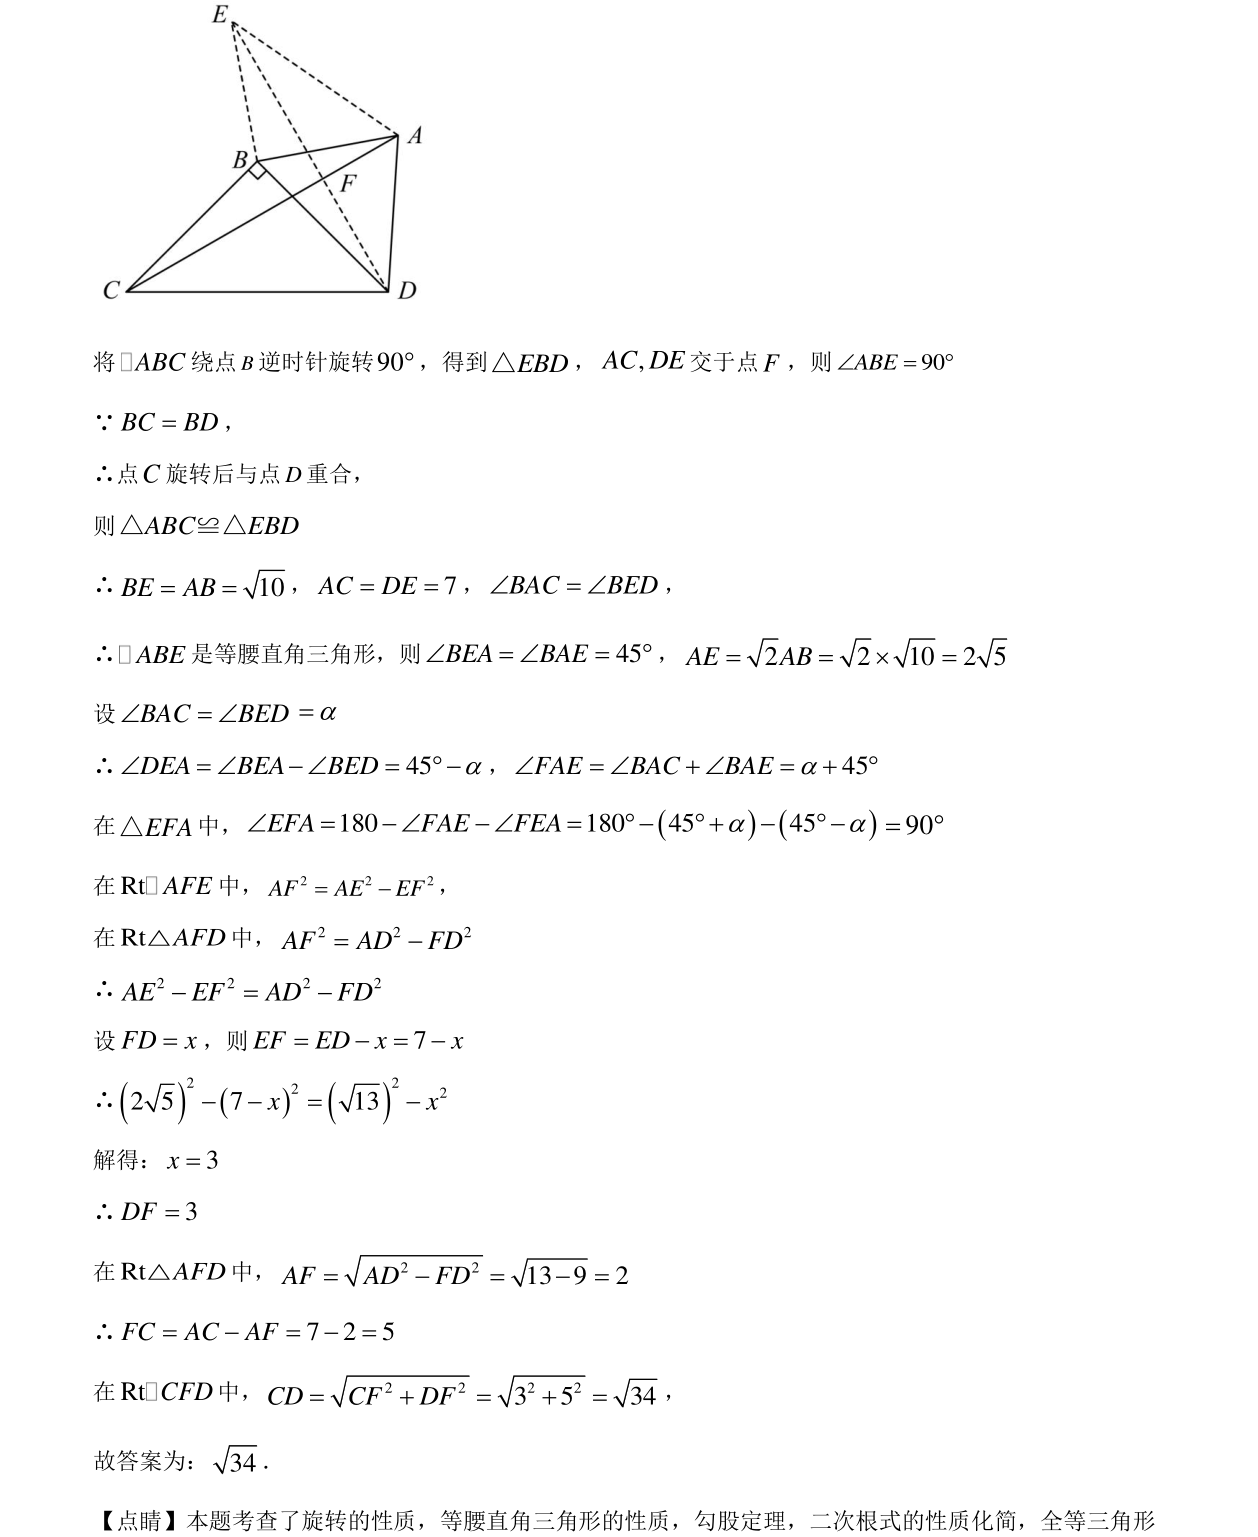 E
A
B
F
C
D
将□ABC绕点B逆时针旋转90°，得到△EBD，AC,DE交于点F，则∠ABE=90°
∵BC=BD，
∴点C旋转后与点D重合，
则△ABC≌△EBD
∴BE=AB=√10，AC=DE=7，∠BAC=∠BED，
∴□ABE是等腰直角三角形，则∠BEA=∠BAE=45°，AE=√2AB=√2×√10=2√5
设∠BAC=∠BED=α
∴∠DEA=∠BEA−∠BED=45°−α，∠FAE=∠BAC+∠BAE=α+45°
在△EFA中，∠EFA=180−∠FAE−∠FEA=180°−(45°+α)−(45°−α)=90°
在Rt□AFE中，AF²=AE²−EF²，
在Rt△AFD中，AF²=AD²−FD²
∴AE²−EF²=AD²−FD²
设FD=x，则EF=ED−x=7−x
∴(2√5)²−(7−x)²=(√13)²−x²
解得：x=3
∴DF=3
在Rt△AFD中，AF=√(AD²−FD²)=√(13−9)=2
∴FC=AC−AF=7−2=5
在Rt□CFD中，CD=√(CF²+DF²)=√(3²+5²)=√34，
故答案为：√34．
【点睛】本题考查了旋转的性质，等腰直角三角形的性质，勾股定理，二次根式的性质化简，全等三角形